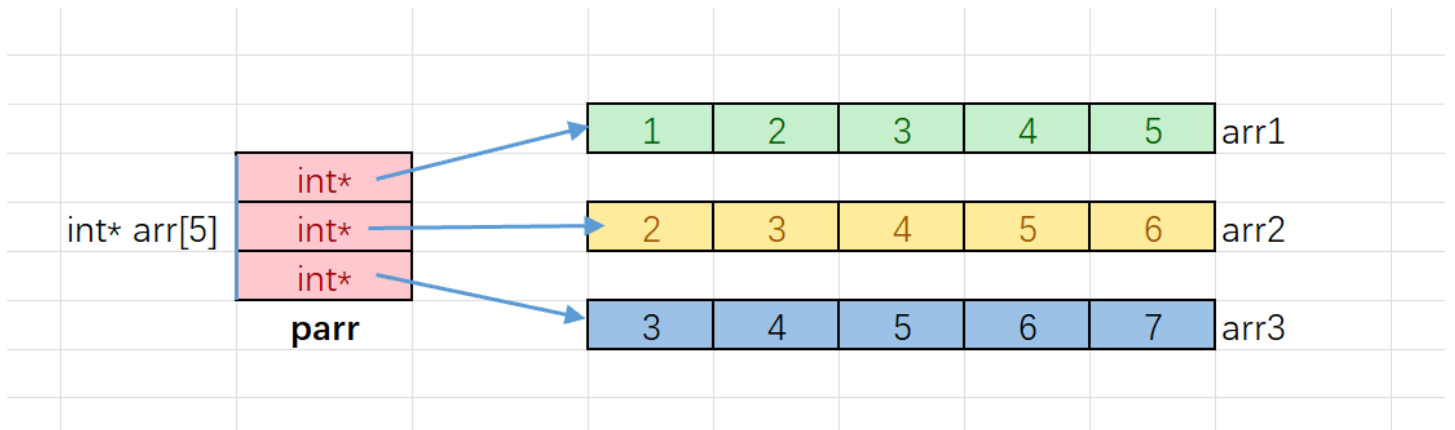 1 2 3 4 5 arr1
int*
int* arr[5] int* 2 3 4 5 6 arr2
int*
parr 3 4 5 6 7 arr3